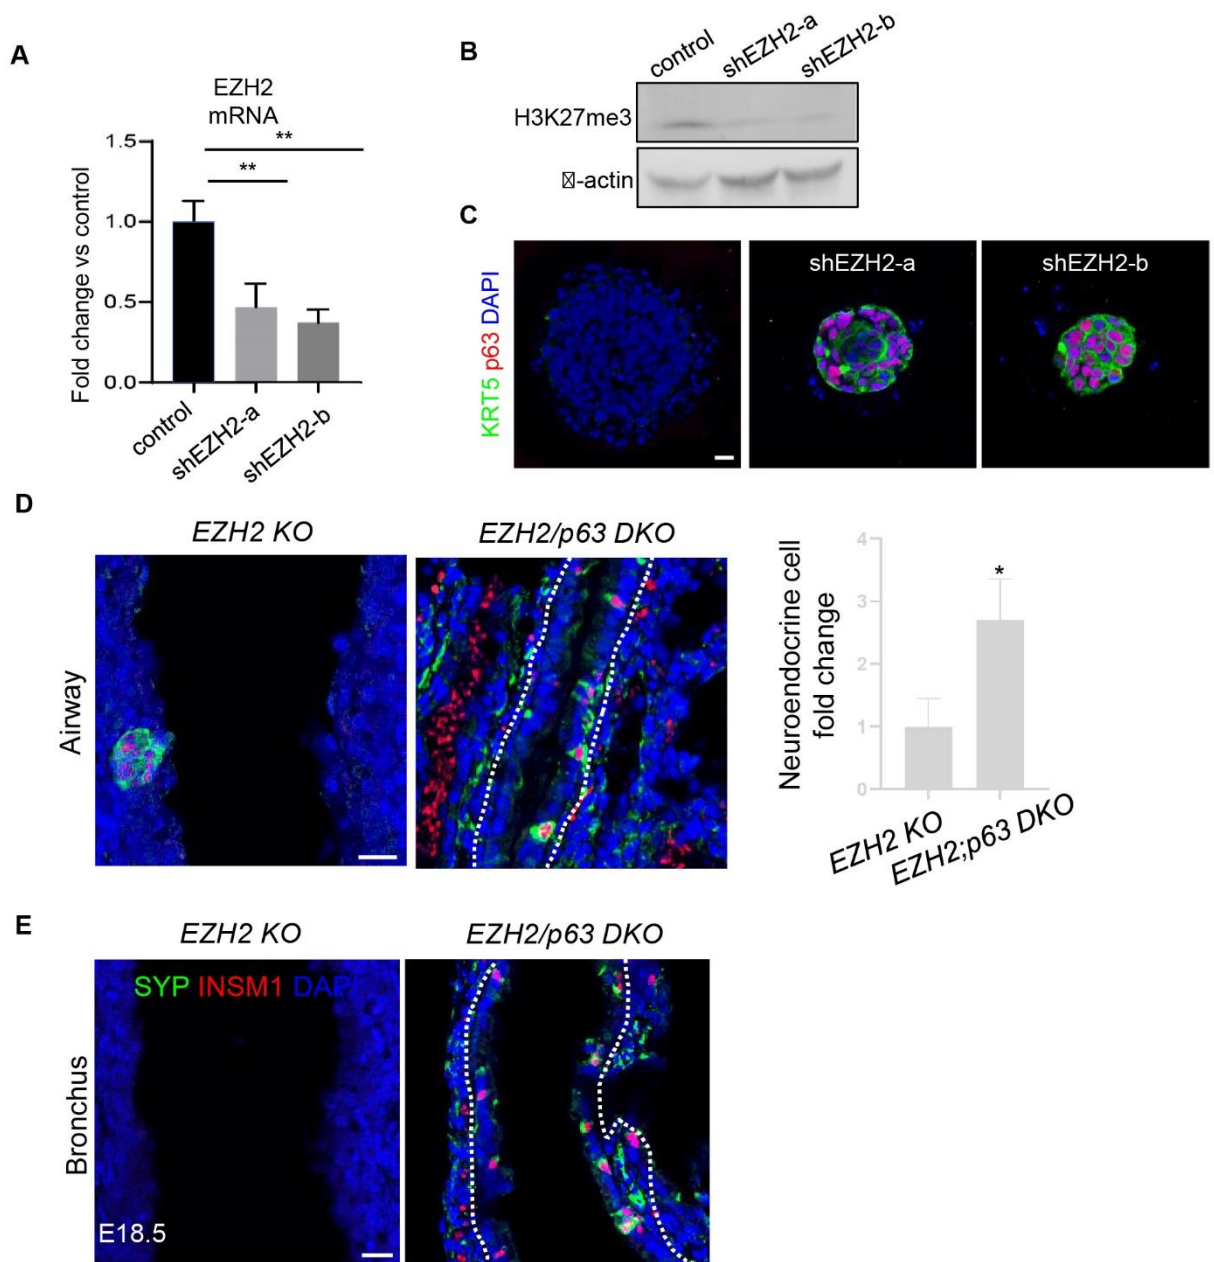 A
EZH2
mRNA
**
**
1.5
1.0
0.5
0.0
Fold change vs control
control
shEZH2-a
shEZH2-b
B
control
shEZH2-a
shEZH2-b
H3K27me3
-actin
C
KRT5 p63 DAPI
shEZH2-a
shEZH2-b
D
EZH2 KO
EZH2/p63 DKO
Airway
Neuroendocrine cell
fold change
4
3
2
1
0
*
EZH2 KO
EZH2;p63 DKO
E
EZH2 KO
EZH2/p63 DKO
Bronchus
SYP INSM1 DAPI
E18.5